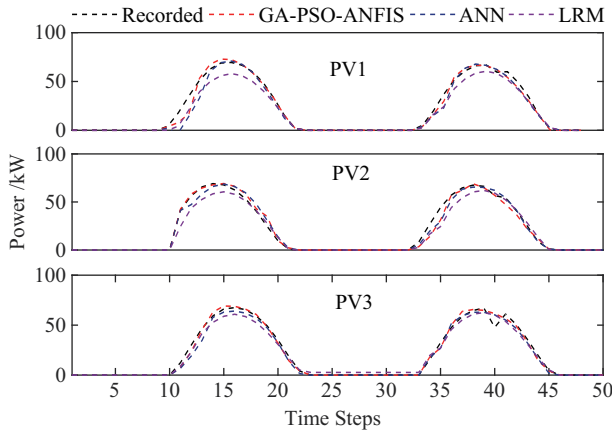 Recorded GA-PSO-ANFIS ANN LRM
100
50
0
PV1
100
50
0
PV2
Power /kW
100
50
0
PV3
5 10 15 20 25 30 35 40 45 50
Time Steps